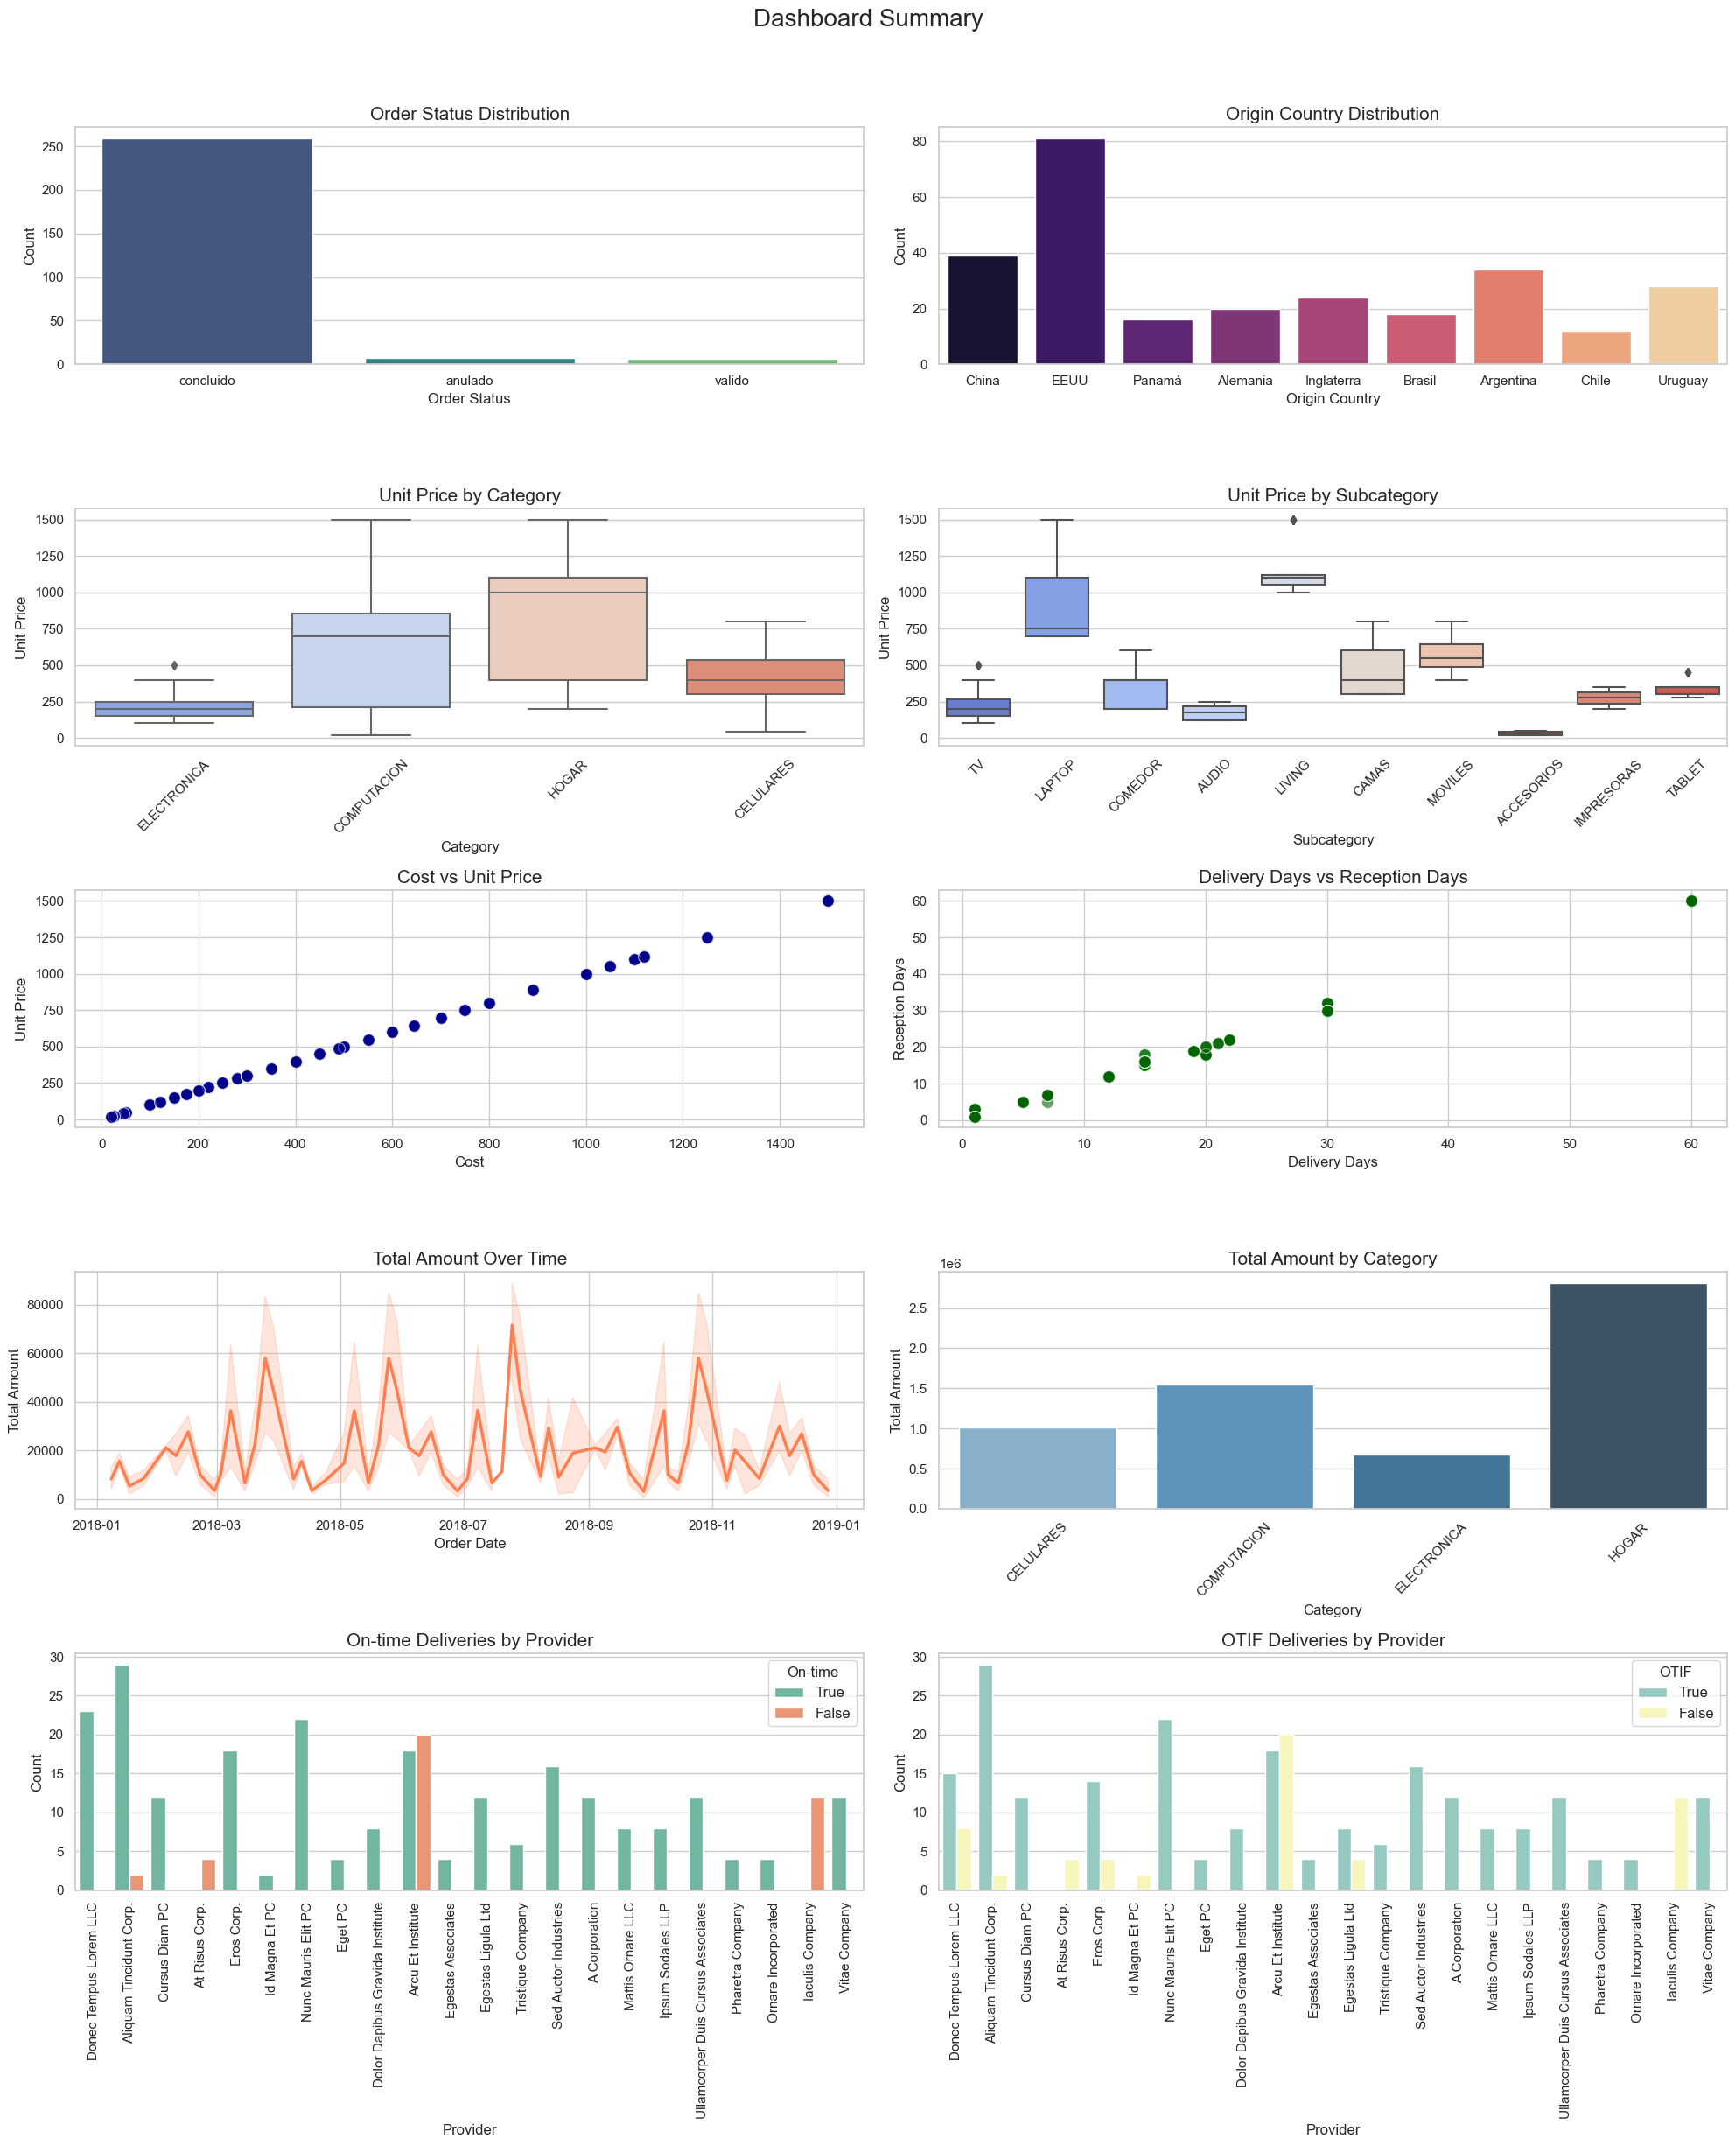 Dashboard Summary
Order Status Distribution
Count
250
200
150
100
50
0
concluido anulado valido
Order Status
Origin Country Distribution
Count
80
60
40
20
0
China EEUU Panamá Alemania Inglaterra Brasil Argentina Chile Uruguay
Origin Country
Unit Price by Category
Unit Price
1500
1250
1000
750
500
250
0
ELECTRONICA COMPUTACION HOGAR CELULARES
Category
Unit Price by Subcategory
Unit Price
1500
1250
1000
750
500
250
0
TV LAPTOP COMEDOR AUDIO LIVING CAMAS MOVILES ACCESORIOS IMPRESORAS TABLET
Subcategory
Cost vs Unit Price
Unit Price
1500
1250
1000
750
500
250
0
0 200 400 600 800 1000 1200 1400
Cost
Delivery Days vs Reception Days
Reception Days
60
50
40
30
20
10
0
0 10 20 30 40 50 60
Delivery Days
Total Amount Over Time
Total Amount
80000
60000
40000
20000
0
2018-01 2018-03 2018-05 2018-07 2018-09 2018-11 2019-01
Order Date
Total Amount by Category
1e6
Total Amount
2.5
2.0
1.5
1.0
0.5
0.0
CELULARES COMPUTACION ELECTRONICA HOGAR
Category
On-time Deliveries by Provider
Count
30
25
20
15
10
5
0
On-time
True
False
Donec Tempus Lorem LLC
Aliquam Tincidunt Corp.
Cursus Diam PC
At Risus Corp.
Eros Corp.
Id Magna Et PC
Nunc Mauris Elit PC
Eget PC
Dolor Dapibus Gravida Institute
Arcu Et Institute
Egestas Associates
Egestas Ligula Ltd
Tristique Company
Sed Auctor Industries
A Corporation
Mattis Ornare LLC
Ipsum Sodales LLP
Ullamcorper Duis Cursus Associates
Pharetra Company
Ornare Incorporated
Iaculis Company
Vitae Company
Provider
OTIF Deliveries by Provider
Count
30
25
20
15
10
5
0
OTIF
True
False
Donec Tempus Lorem LLC
Aliquam Tincidunt Corp.
Cursus Diam PC
At Risus Corp.
Eros Corp.
Id Magna Et PC
Nunc Mauris Elit PC
Eget PC
Dolor Dapibus Gravida Institute
Arcu Et Institute
Egestas Associates
Egestas Ligula Ltd
Tristique Company
Sed Auctor Industries
A Corporation
Mattis Ornare LLC
Ipsum Sodales LLP
Ullamcorper Duis Cursus Associates
Pharetra Company
Ornare Incorporated
Iaculis Company
Vitae Company
Provider